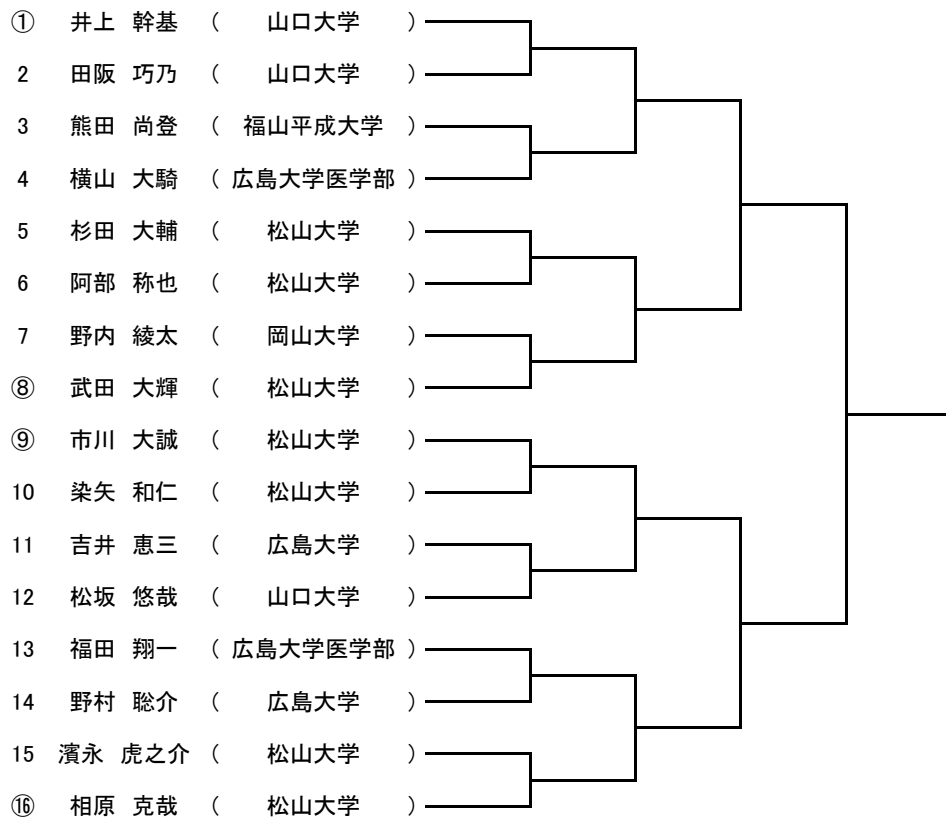 ① 井上 幹基 ( 山口大学 )
2 田阪 巧乃 ( 山口大学 )
3 熊田 尚登 ( 福山平成大学 )
4 横山 大騎 ( 広島大学医学部 )
5 杉田 大輔 ( 松山大学 )
6 阿部 称也 ( 松山大学 )
7 野内 綾太 ( 岡山大学 )
⑧ 武田 大輝 ( 松山大学 )
⑨ 市川 大誠 ( 松山大学 )
10 染矢 和仁 ( 松山大学 )
11 吉井 恵三 ( 広島大学 )
12 松坂 悠哉 ( 山口大学 )
13 福田 翔一 ( 広島大学医学部 )
14 野村 聡介 ( 広島大学 )
15 濱永 虎之介 ( 松山大学 )
⑯ 相原 克哉 ( 松山大学 )